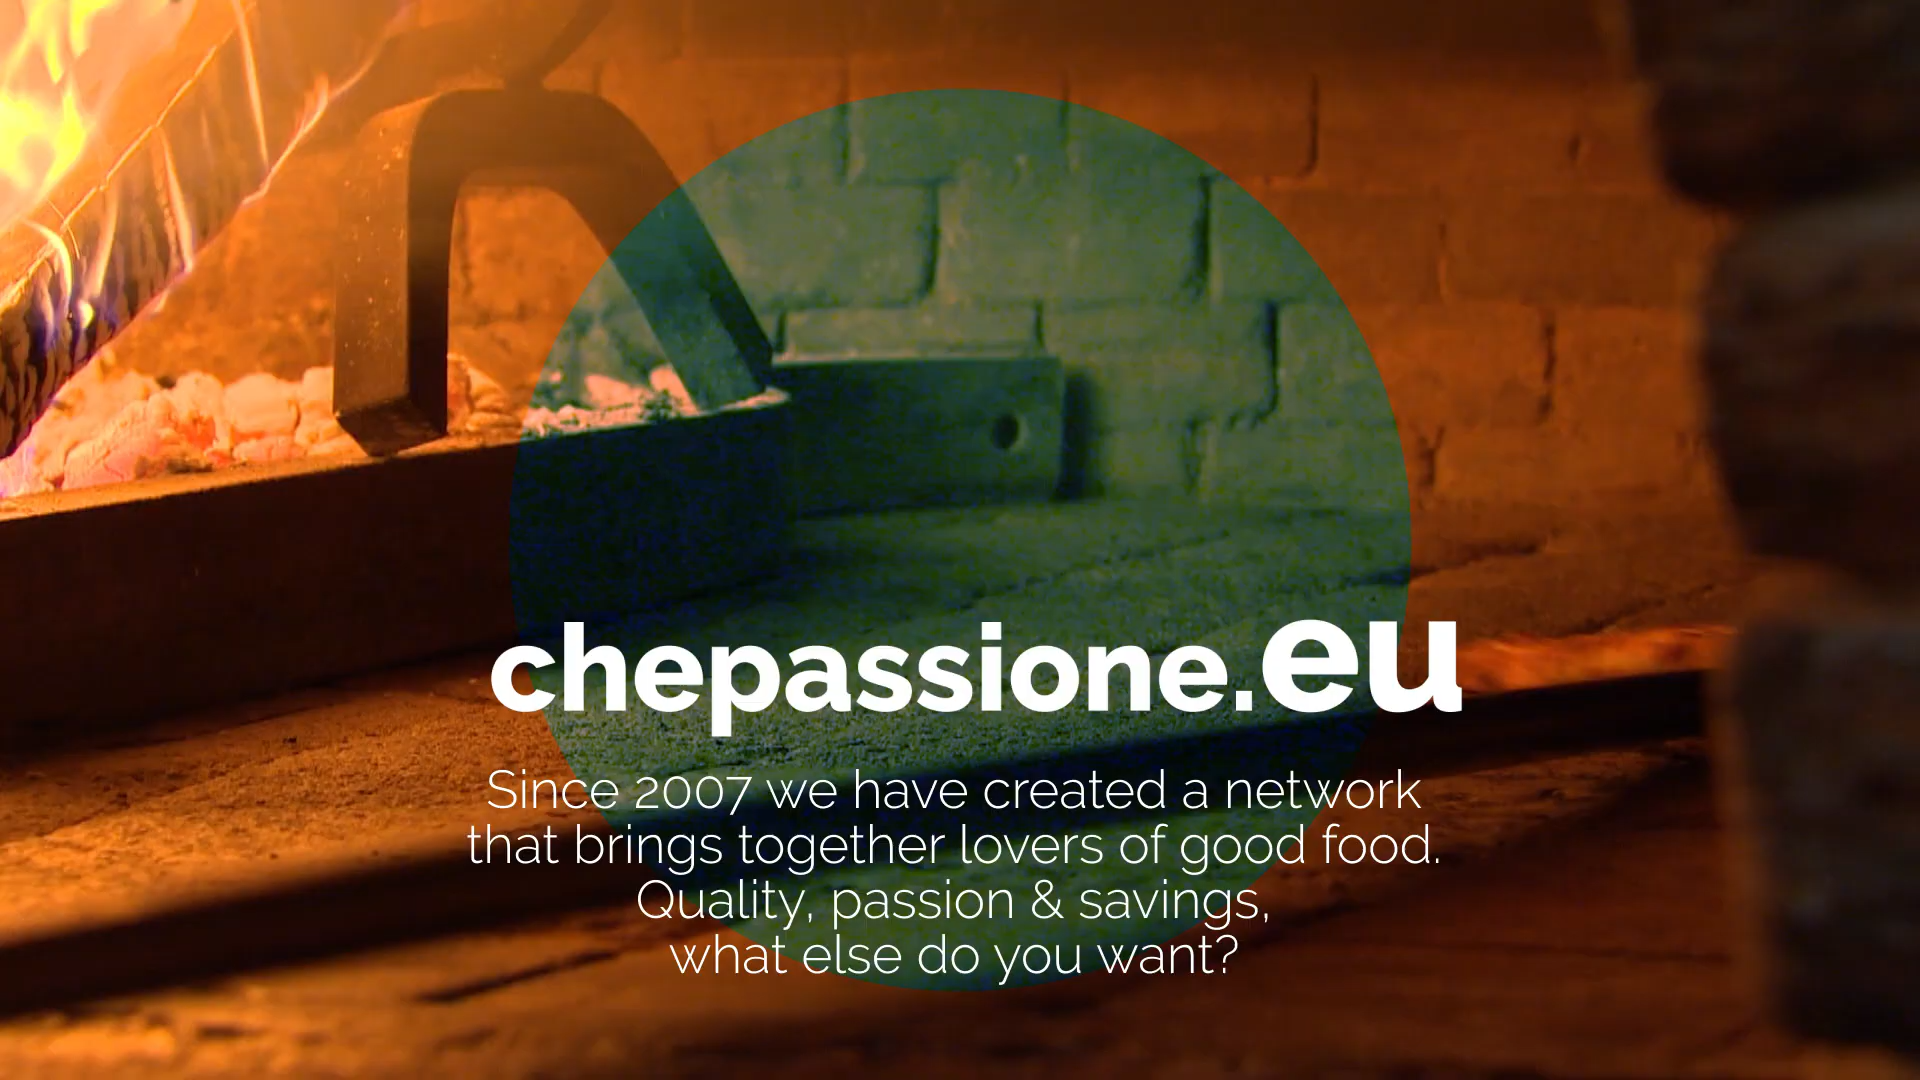 chepassione.eu
Since 2007 we have created a network
that brings together lovers of good food.
Quality, passion & savings,
what else do you want?